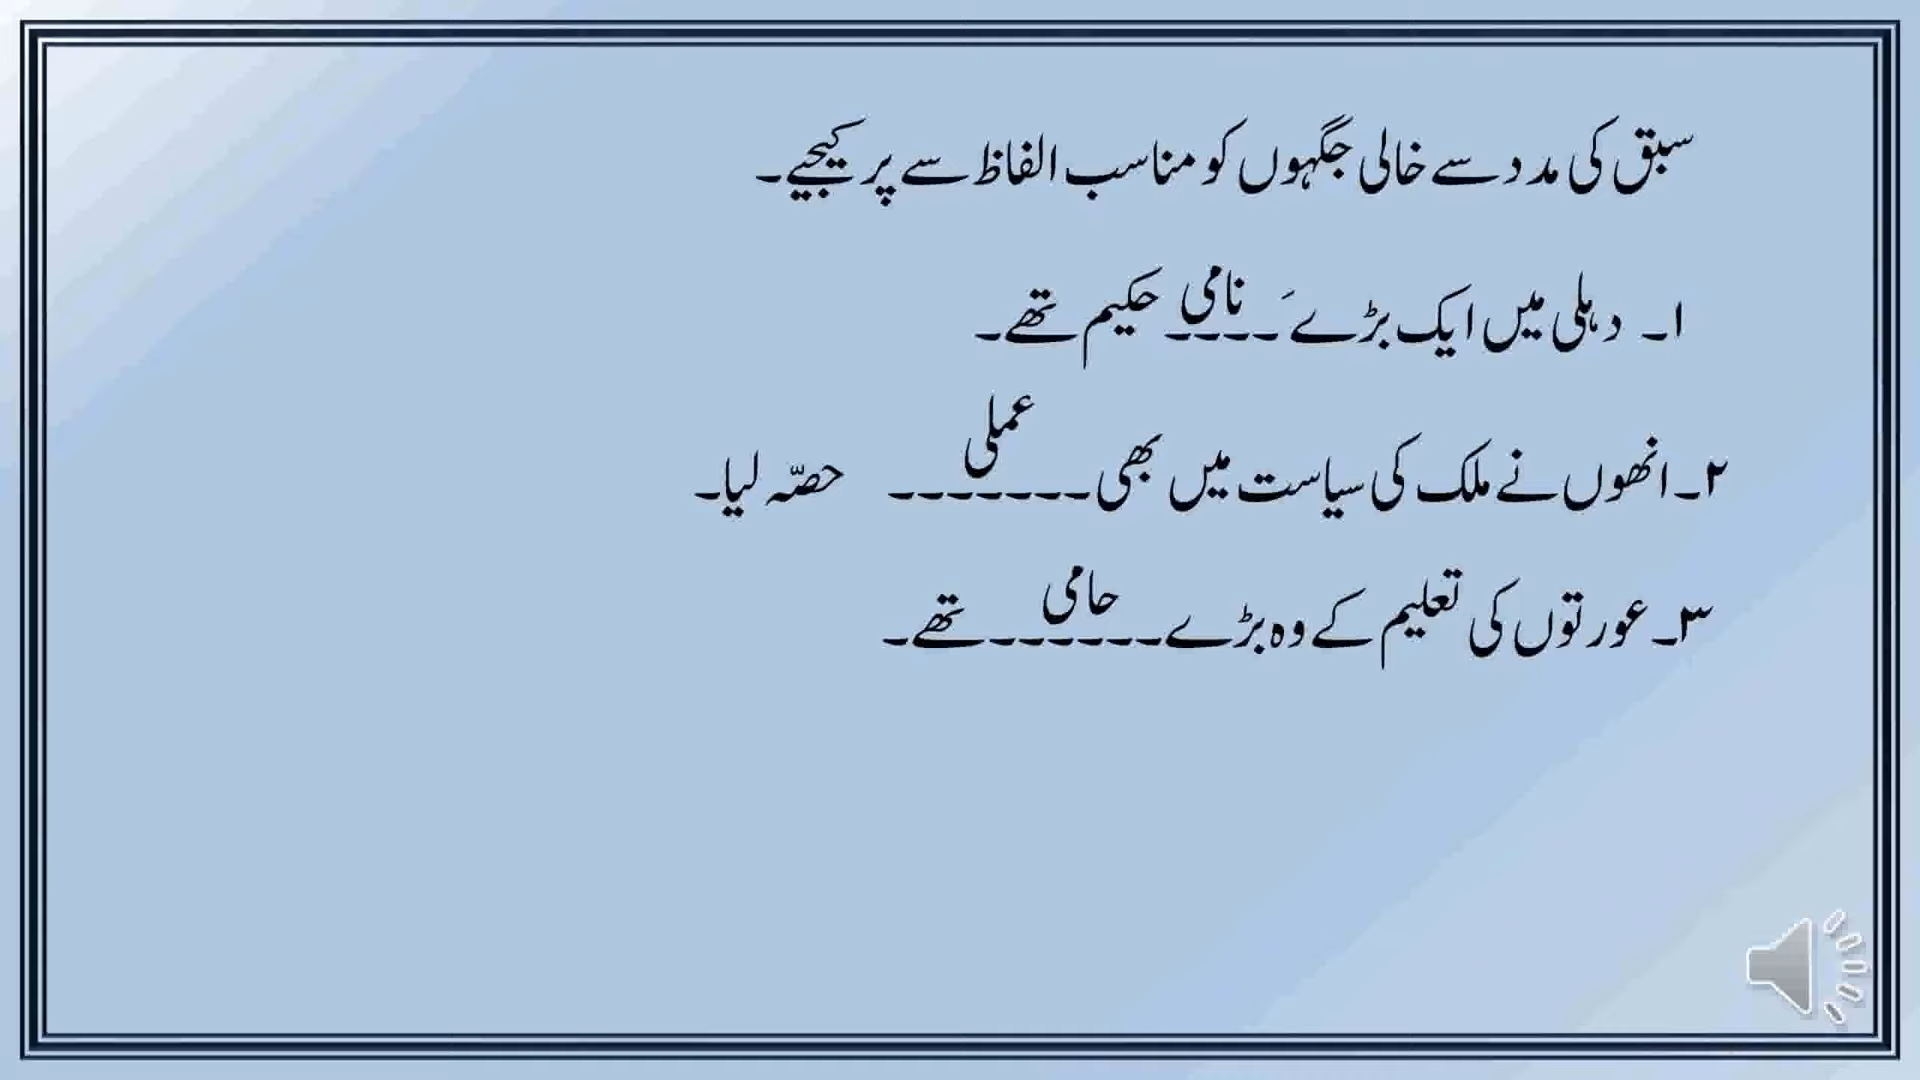 سبق کی مدد سے خالی جگہوں کو مناسب الفاظ سے پر کیجیے۔
۱۔ دہلی میں ایک بڑے َ ۔۔۔۔نامی حکیم تھے۔
۲۔انھوں نے ملک کی سیاست میں بھی۔۔۔۔۔۔۔عملی حصّہ لیا۔
۳۔ عورتوں کی تعلیم کے وہ بڑے۔۔۔۔۔۔حامی تھے۔